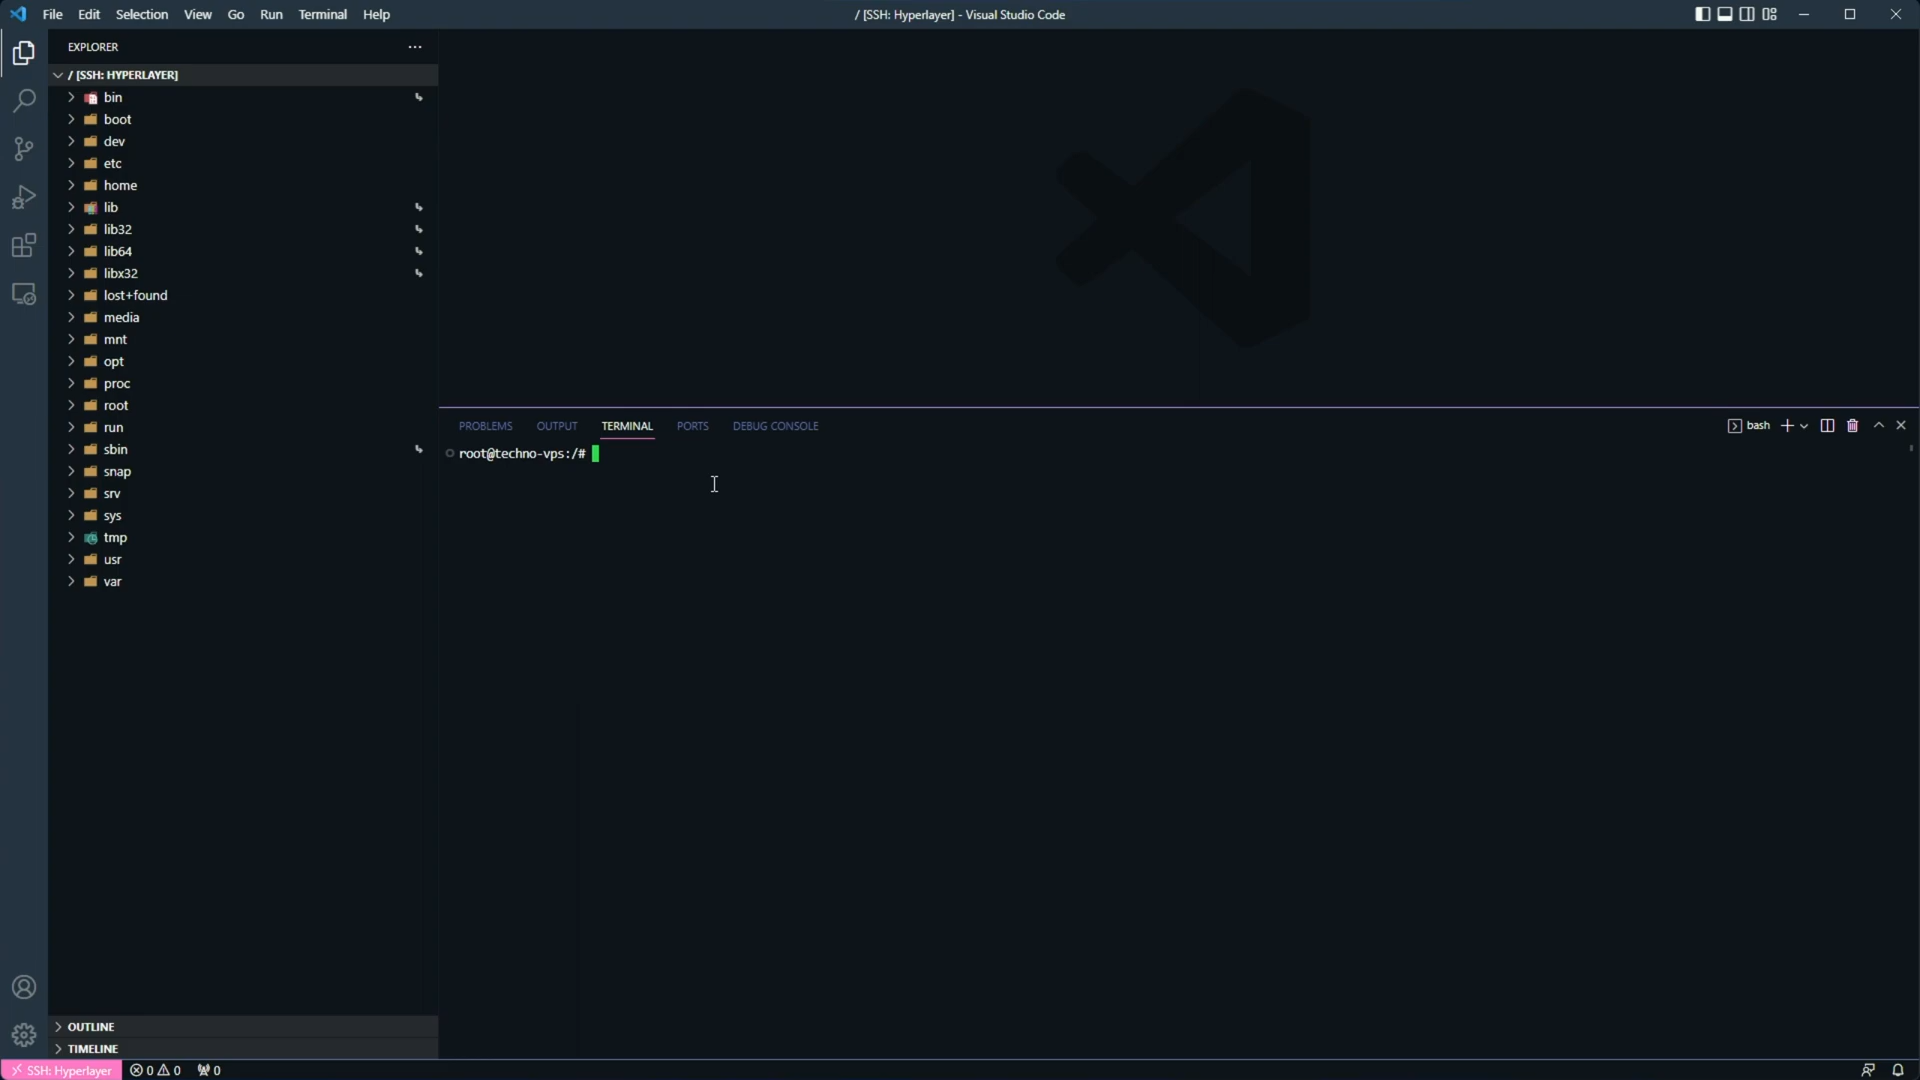 File Edit Selection View Go Run Terminal Help
/ [SSH: Hyperlayer] - Visual Studio Code
EXPLORER
/ [SSH: HYPERLAYER]
bin
boot
dev
etc
home
lib
lib32
lib64
libx32
lost+found
media
mnt
opt
proc
root
run
sbin
snap
srv
sys
tmp
usr
var
OUTLINE
TIMELINE
PROBLEMS OUTPUT TERMINAL PORTS DEBUG CONSOLE
bash
root@techno-vps:/#
SSH: Hyperlayer 0 0 0